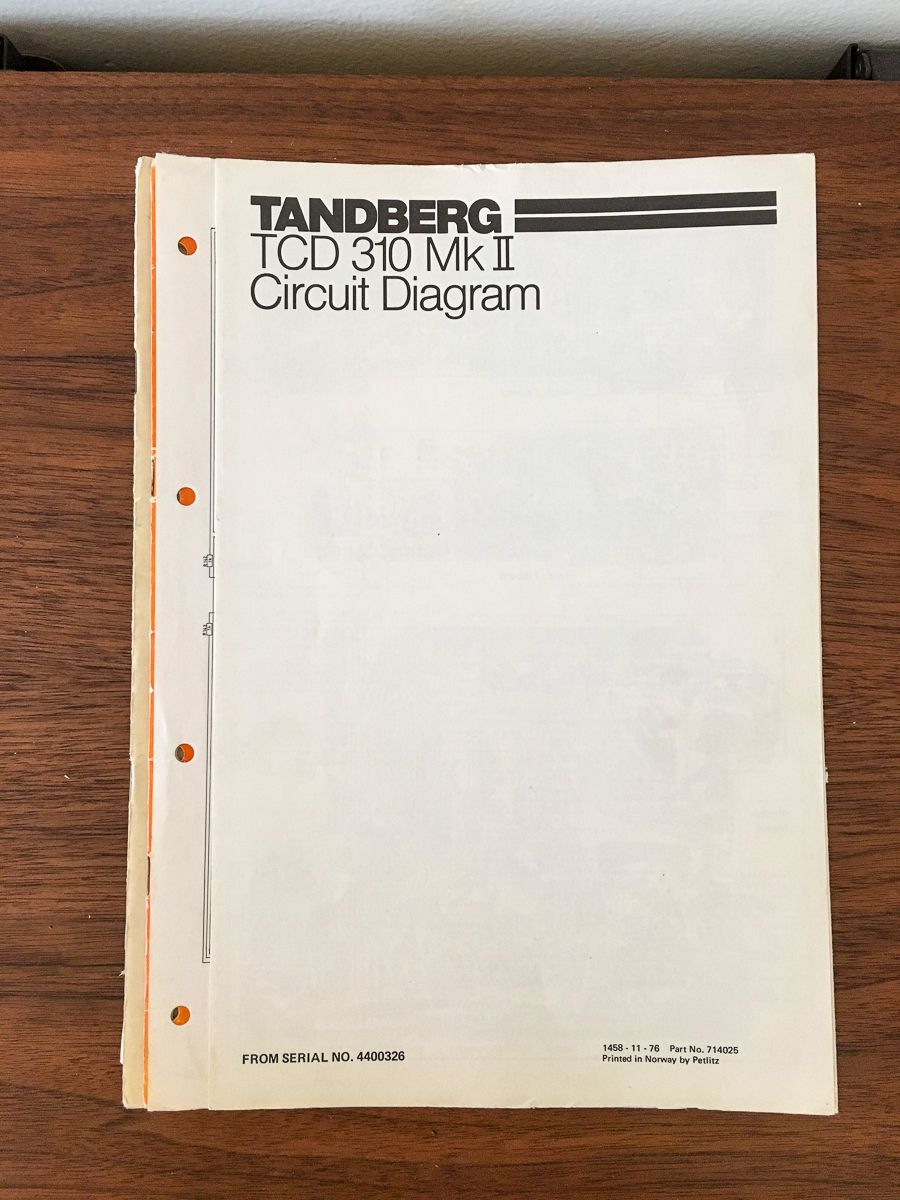 TANDBERG
TCD 310 Mk II
Circuit Diagram
FROM SERIAL NO. 4400326
1458 - 11 - 76 Part No. 714025
Printed in Norway by Petlitz